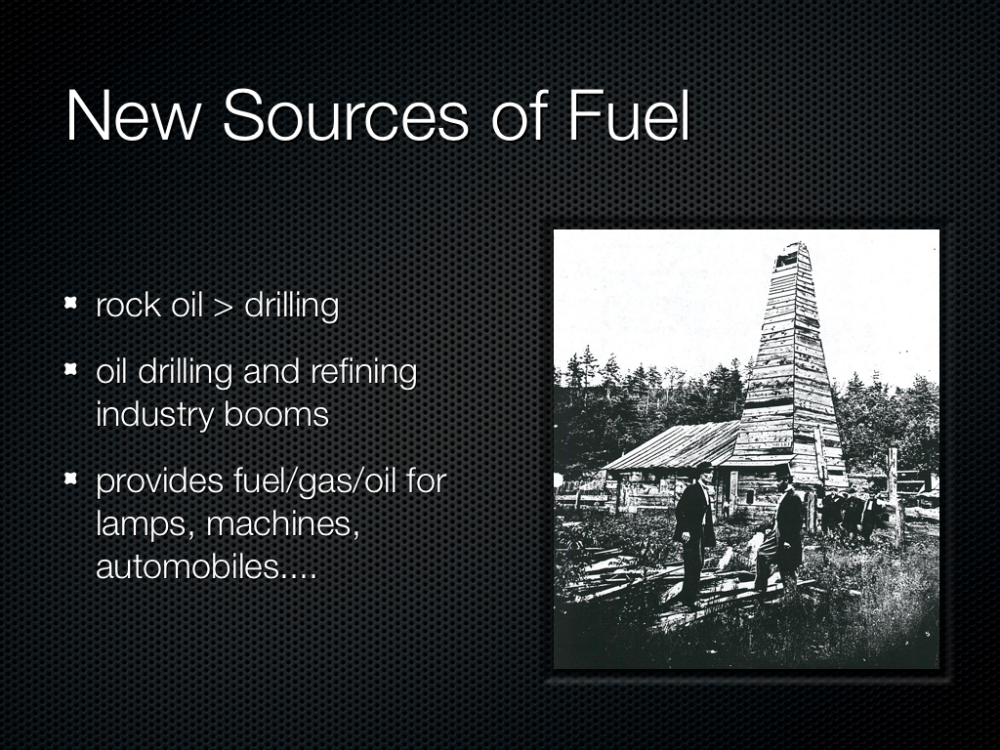 New Sources of Fuel
rock oil > drilling
oil drilling and refining
industry booms
provides fuel/gas/oil for
lamps, machines,
automobiles....